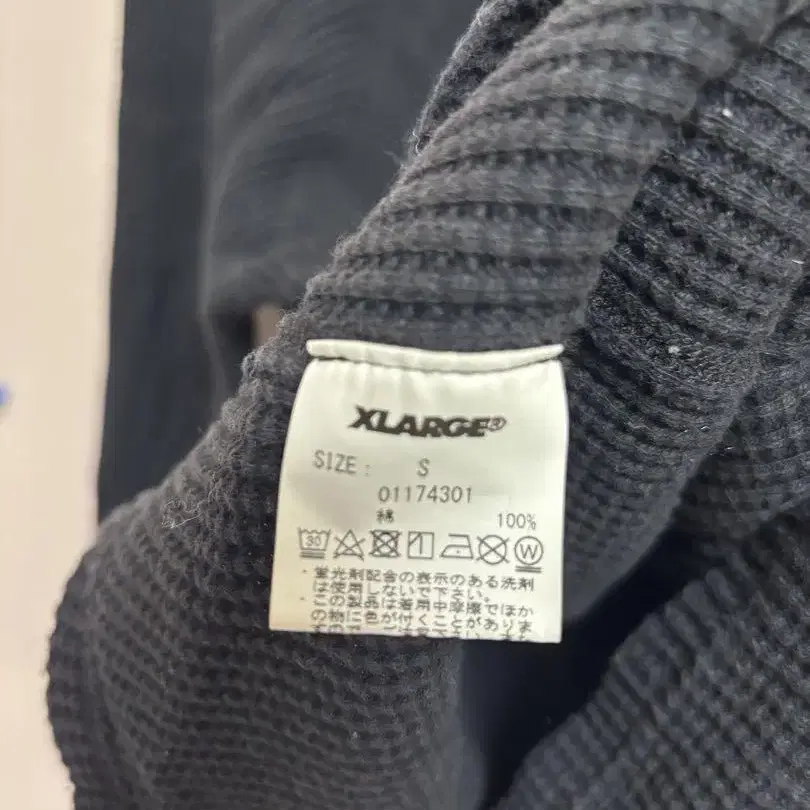 XLARGE®
SIZE : S
01174301
綿 100%
30 W
・蛍光剤配合の表示のある洗剤
は使用しないで下さい。
・この製品は着用中摩擦でほか
の物に色が付くことがありま